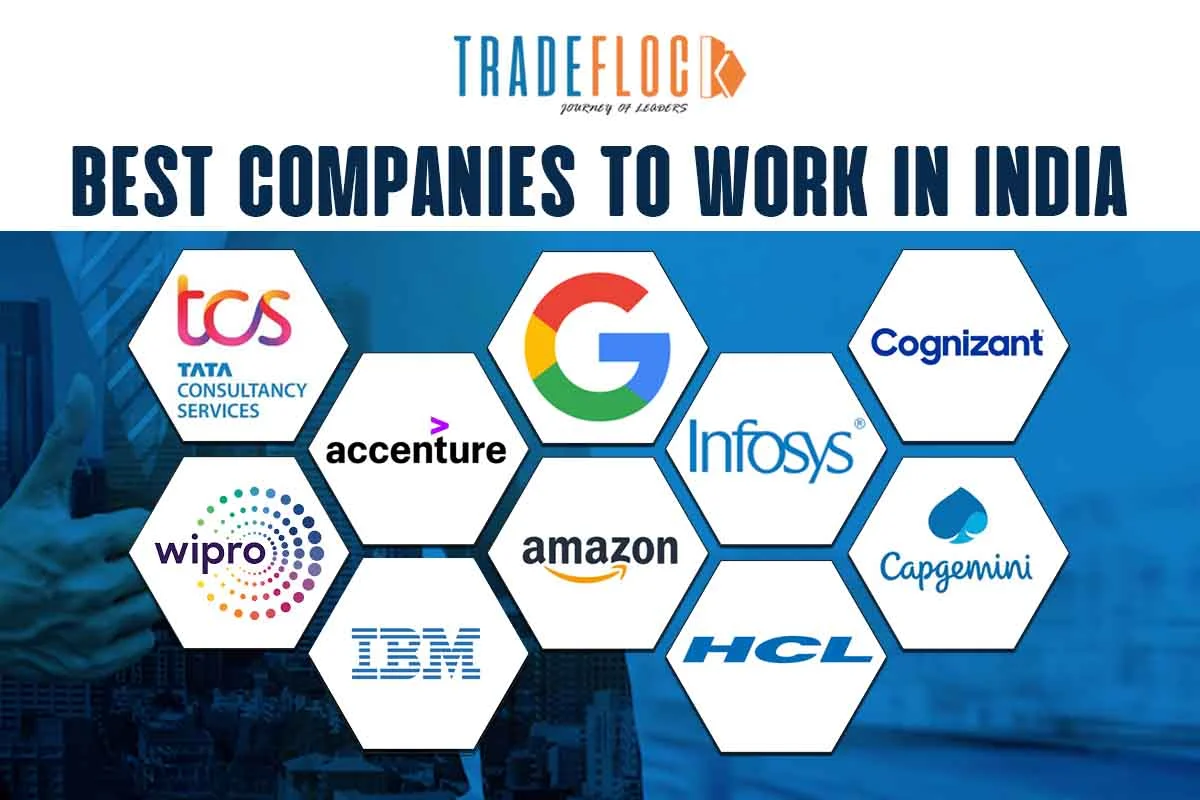 TRADEFLOCK
JOURNEY OF LEADERS
BEST COMPANIES TO WORK IN INDIA
tcs
TATA
CONSULTANCY
SERVICES
G
Cognizant
>
accenture
Infosys®
wipro
amazon
Capgemini
IBM
HCL